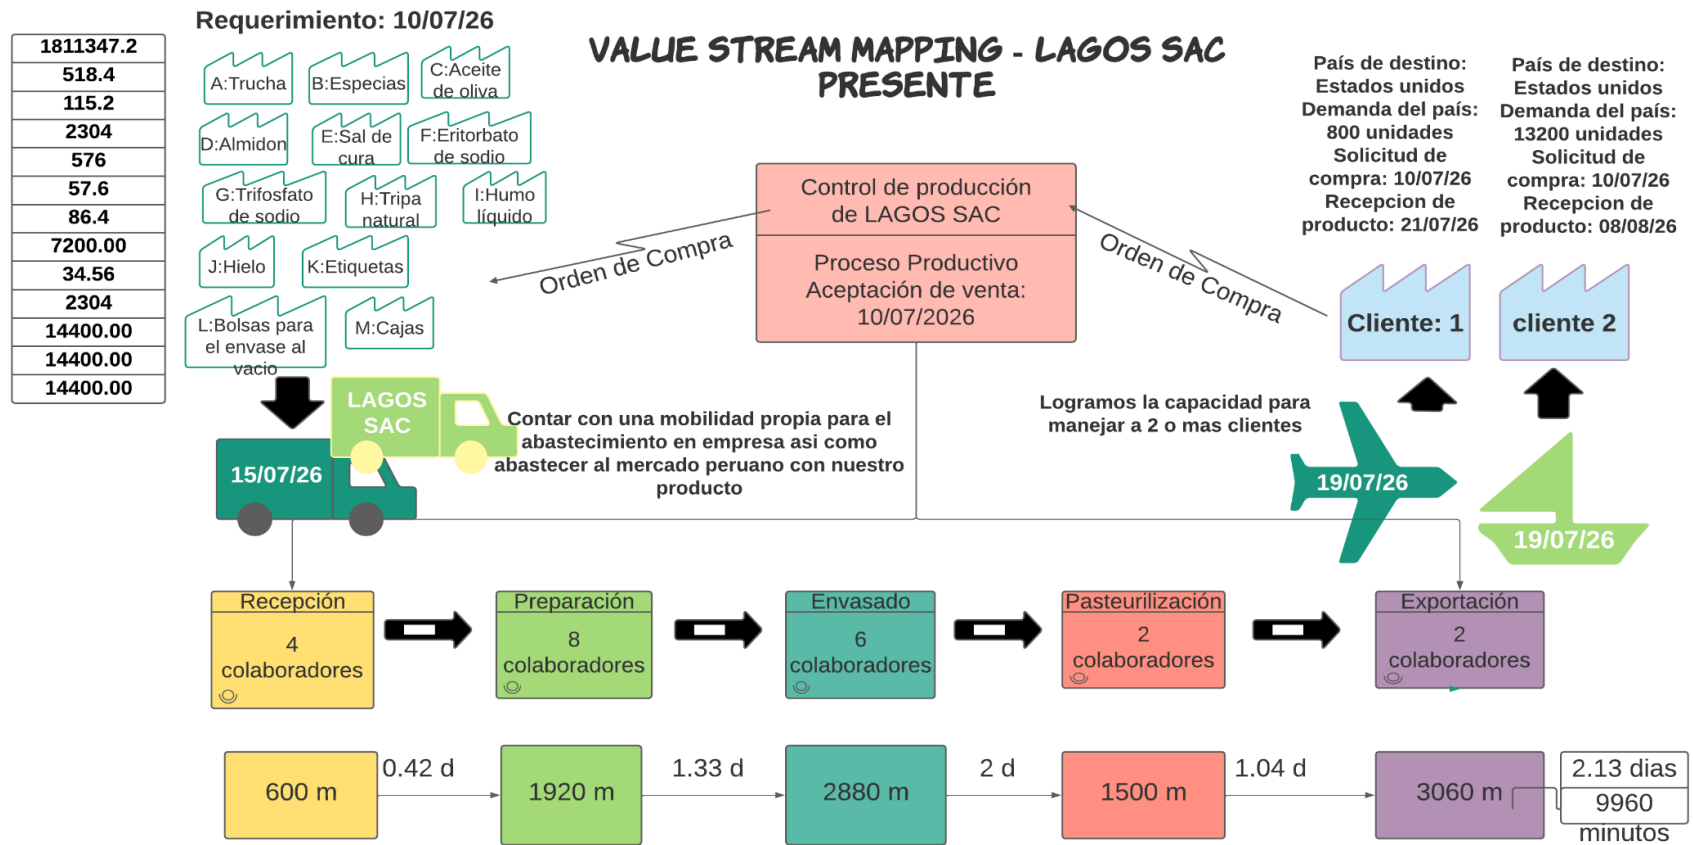 Requerimiento: 10/07/26
VALUE STREAM MAPPING - LAGOS SAC
PRESENTE
1811347.2
518.4
115.2
2304
576
57.6
86.4
7200.00
34.56
2304
14400.00
14400.00
14400.00
A:Trucha
B:Especias
C:Aceite
de oliva
D:Almidon
E:Sal de
cura
F:Eritorbato
de sodio
G:Trifosfato
de sodio
H:Tripa
natural
I:Humo
líquido
J:Hielo
K:Etiquetas
L:Bolsas para
el envase al
vacio
M:Cajas
Orden de Compra
Control de producción
de LAGOS SAC
Proceso Productivo
Aceptación de venta:
10/07/2026
Orden de Compra
País de destino:
Estados unidos
Demanda del país:
800 unidades
Solicitud de
compra: 10/07/26
Recepcion de
producto: 21/07/26
País de destino:
Estados unidos
Demanda del país:
13200 unidades
Solicitud de
compra: 10/07/26
Recepcion de
producto: 08/08/26
Cliente: 1
cliente 2
LAGOS
SAC
15/07/26
Contar con una mobilidad propia para el
abastecimiento en empresa asi como
abastecer al mercado peruano con nuestro
producto
Logramos la capacidad para
manejar a 2 o mas clientes
19/07/26
19/07/26
Recepción
4
colaboradores
Preparación
8
colaboradores
Envasado
6
colaboradores
Pasteurilización
2
colaboradores
Exportación
2
colaboradores
600 m
0.42 d
1920 m
1.33 d
2880 m
2 d
1500 m
1.04 d
3060 m
2.13 dias
9960
minutos